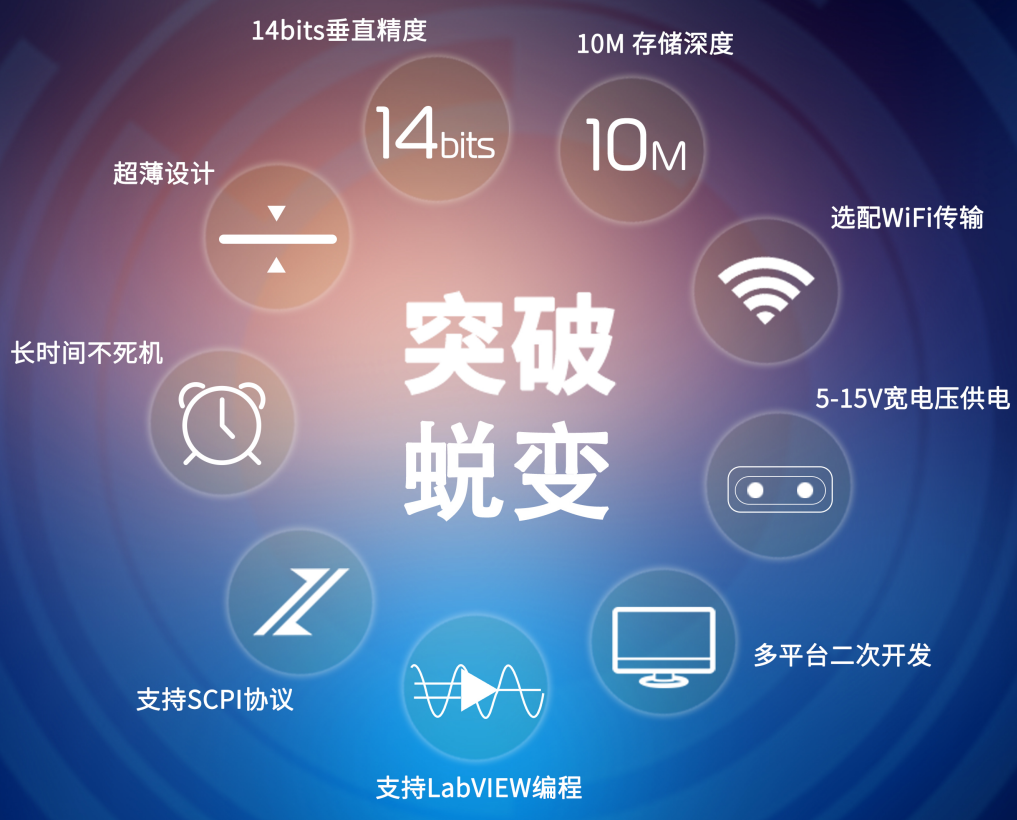 14bits垂直精度
10M 存储深度
14bits
10M
超薄设计
选配WiFi传输
突破
蜕变
长时间不死机
5-15V宽电压供电
多平台二次开发
支持SCPI协议
支持LabVIEW编程